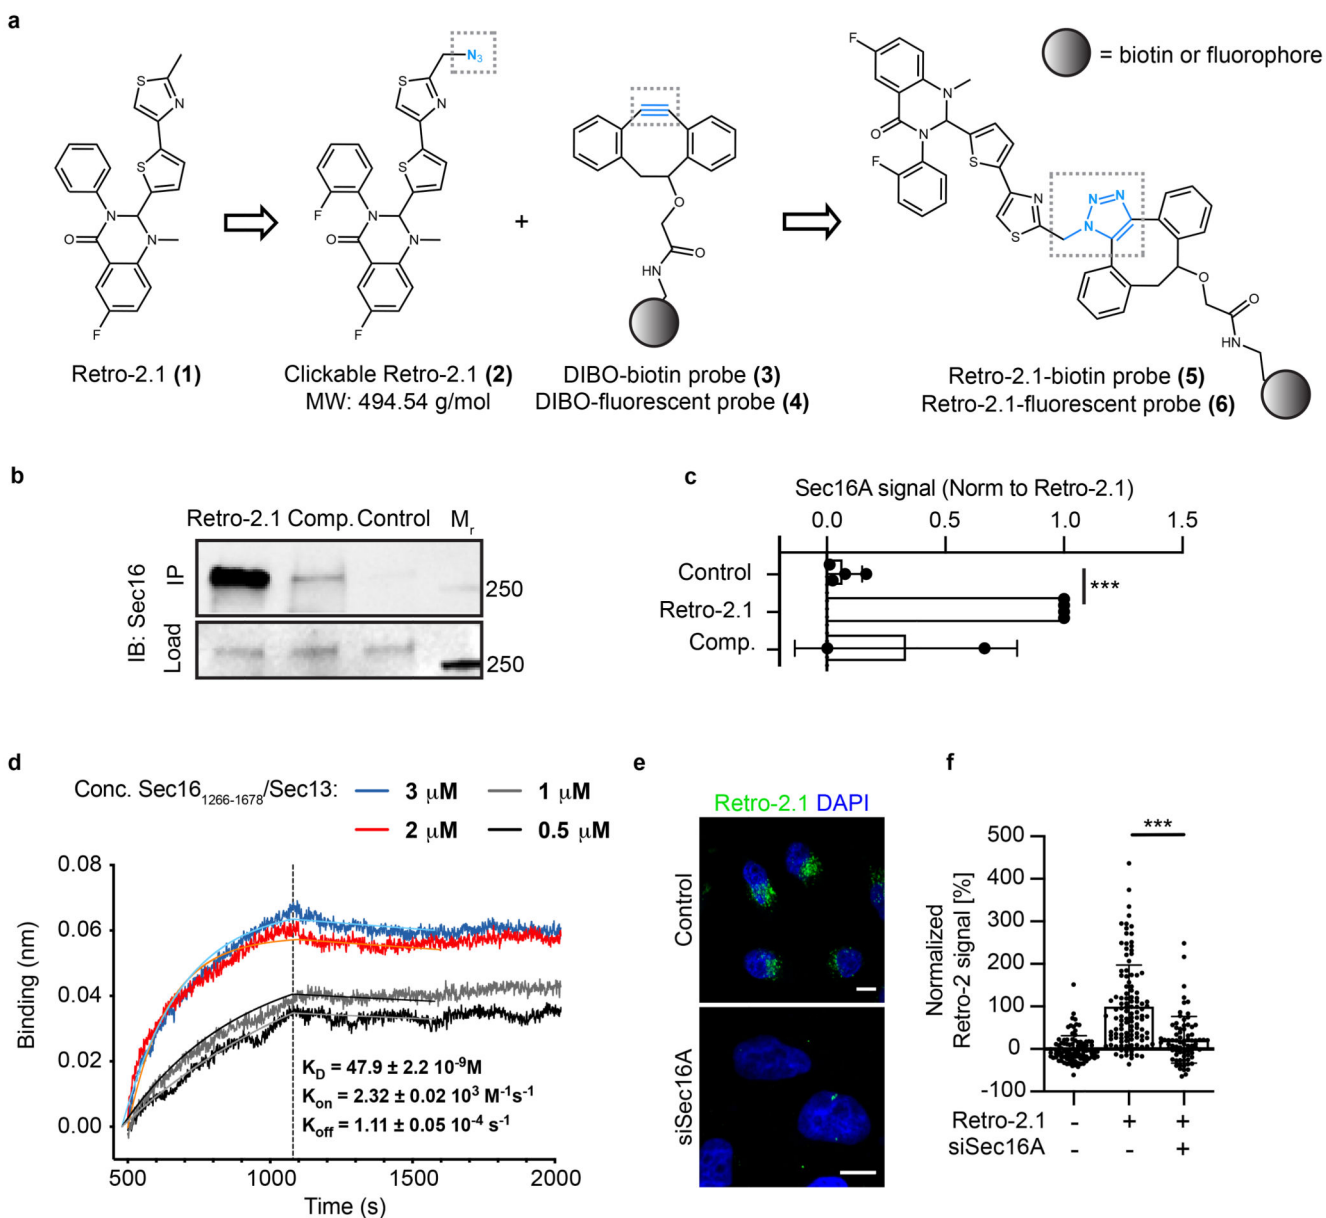 a
N₃
= biotin or fluorophore
S
N
S
N
O
N
F
S
N
S
F
N
O
N
F
+
O
O
HN
F
N
O
N
F
S
N
S
N
N
N
O
O
HN
Retro-2.1 (1)
Clickable Retro-2.1 (2)
MW: 494.54 g/mol
DIBO-biotin probe (3)
DIBO-fluorescent probe (4)
Retro-2.1-biotin probe (5)
Retro-2.1-fluorescent probe (6)
b
Retro-2.1 Comp. Control Mr
IB: Sec16
IP
250
Load
250
c
Sec16A signal (Norm to Retro-2.1)
0.0 0.5 1.0 1.5
Control
***
Retro-2.1
Comp.
d
Conc. Sec16₁₂₆₆₋₁₆₇₈/Sec13:
3 μM
1 μM
2 μM
0.5 μM
Binding (nm)
0.08
0.06
0.04
0.02
0.00
K_D = 47.9 ± 2.2 10⁻⁹M
K_on = 2.32 ± 0.02 10³ M⁻¹s⁻¹
K_off = 1.11 ± 0.05 10⁻⁴ s⁻¹
500 1000 1500 2000
Time (s)
e
Retro-2.1 DAPI
Control
siSec16A
f
Normalized
Retro-2 signal [%]
500
400
300
200
100
0
-100
***
Retro-2.1 - + +
siSec16A - - +